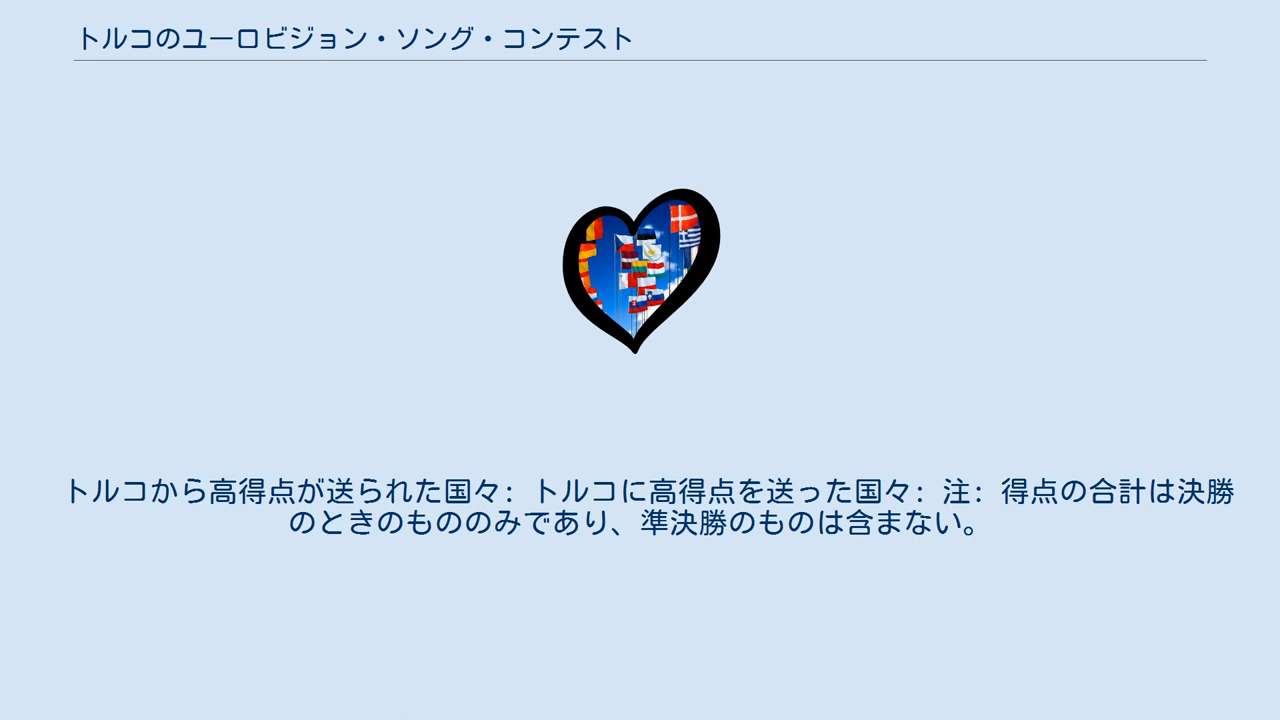 トルコのユーロビジョン・ソング・コンテスト
トルコから高得点が送られた国々: トルコに高得点を送った国々: 注: 得点の合計は決勝
のときのもののみであり、準決勝のものは含まない。